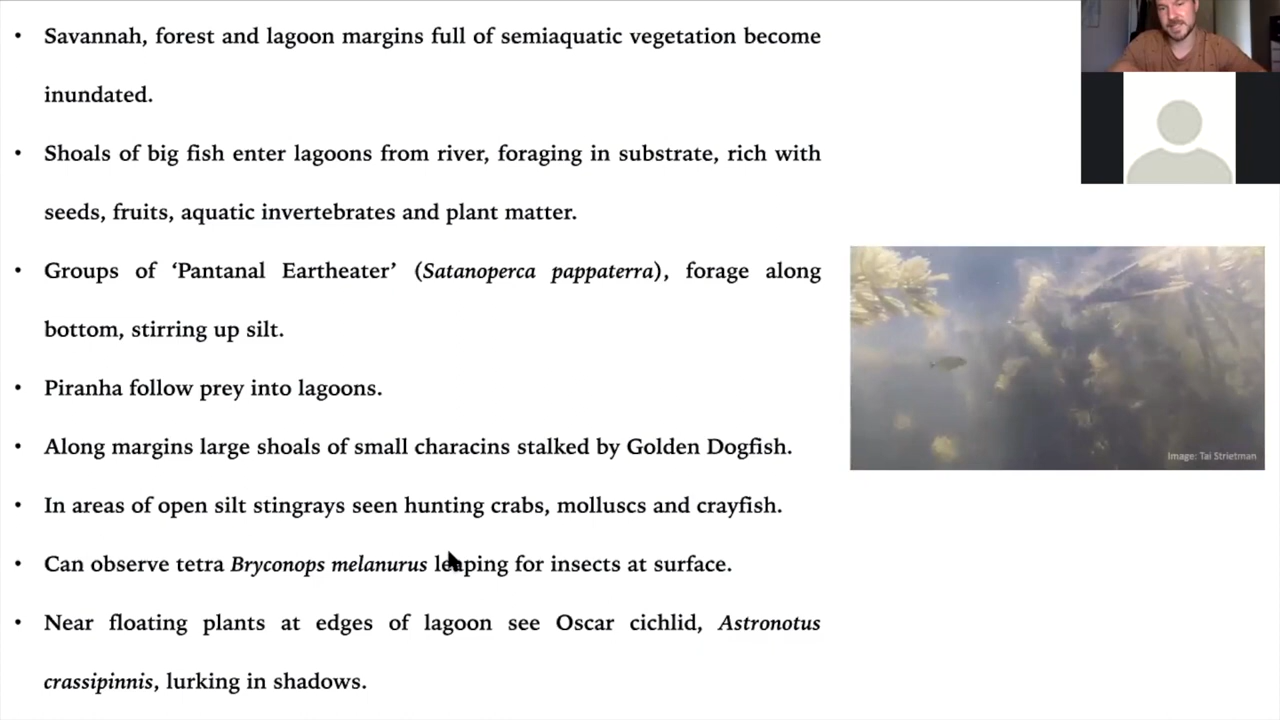 • Savannah, forest and lagoon margins full of semiaquatic vegetation become
inundated.
• Shoals of big fish enter lagoons from river, foraging in substrate, rich with
seeds, fruits, aquatic invertebrates and plant matter.
• Groups of ‘Pantanal Eartheater’ (Satanoperca pappaterra), forage along
bottom, stirring up silt.
• Piranha follow prey into lagoons.
• Along margins large shoals of small characins stalked by Golden Dogfish.
• In areas of open silt stingrays seen hunting crabs, molluscs and crayfish.
• Can observe tetra Bryconops melanurus leaping for insects at surface.
• Near floating plants at edges of lagoon see Oscar cichlid, Astronotus
crassipinnis, lurking in shadows.
Image: Tai Strietman